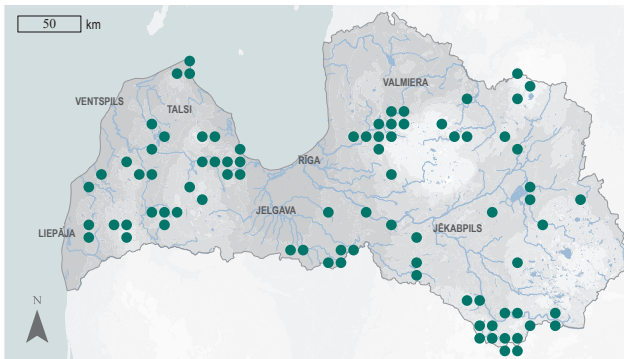 50 km
VALMIERA
VENTSPILS
TALSI
RĪGA
JELGAVA
JĒKABPILS
LIEPĀJA
N